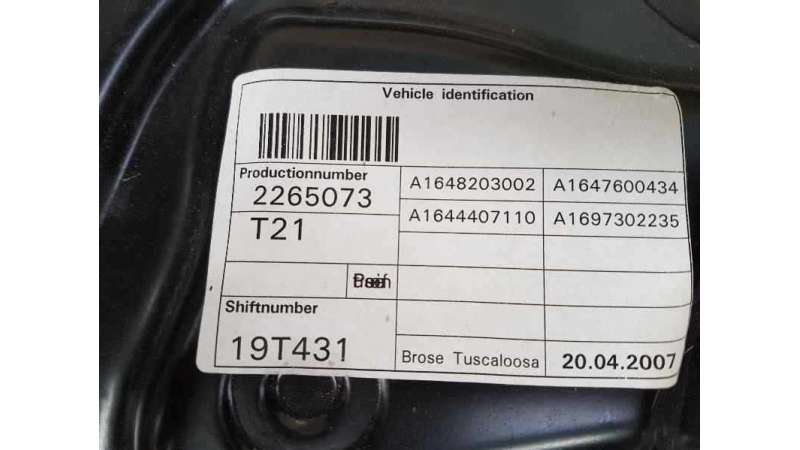 Vehicle identification
Productionnumber
2265073
A1648203002 A1647600434
T21
A1644407110 A1697302235
Shiftnumber
19T431
Brose Tuscaloosa 20.04.2007